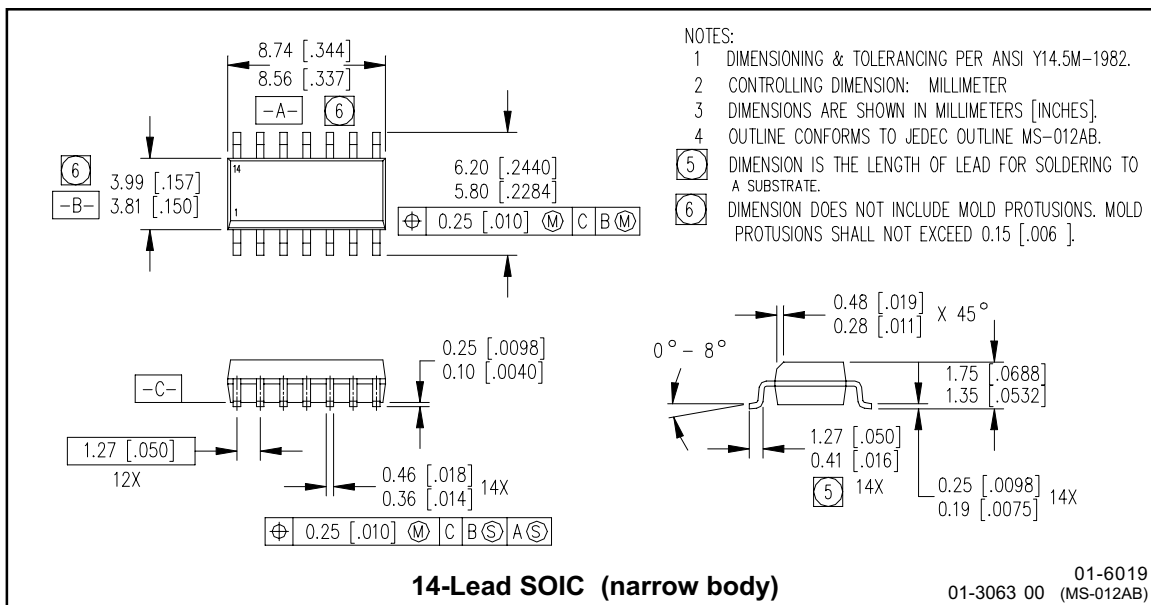 8.74 [.344]
8.56 [.337]
-A- 6
14
1
6
3.99 [.157]
3.81 [.150]
-B-
6.20 [.2440]
5.80 [.2284]
⌖ 0.25 [.010] Ⓜ C B Ⓜ
NOTES:
1 DIMENSIONING & TOLERANCING PER ANSI Y14.5M-1982.
2 CONTROLLING DIMENSION: MILLIMETER
3 DIMENSIONS ARE SHOWN IN MILLIMETERS [INCHES].
4 OUTLINE CONFORMS TO JEDEC OUTLINE MS-012AB.
5 DIMENSION IS THE LENGTH OF LEAD FOR SOLDERING TO
A SUBSTRATE.
6 DIMENSION DOES NOT INCLUDE MOLD PROTUSIONS. MOLD
PROTUSIONS SHALL NOT EXCEED 0.15 [.006 ].
-C-
0.25 [.0098]
0.10 [.0040]
1.27 [.050]
12X
0.46 [.018]
0.36 [.014] 14X
⌖ 0.25 [.010] Ⓜ C B Ⓢ A Ⓢ
0.48 [.019]
0.28 [.011] X 45°
0°-8°
1.75 [.0688]
1.35 [.0532]
1.27 [.050]
0.41 [.016]
5 14X
0.25 [.0098]
0.19 [.0075] 14X
14-Lead SOIC (narrow body)
01-6019
01-3063 00 (MS-012AB)